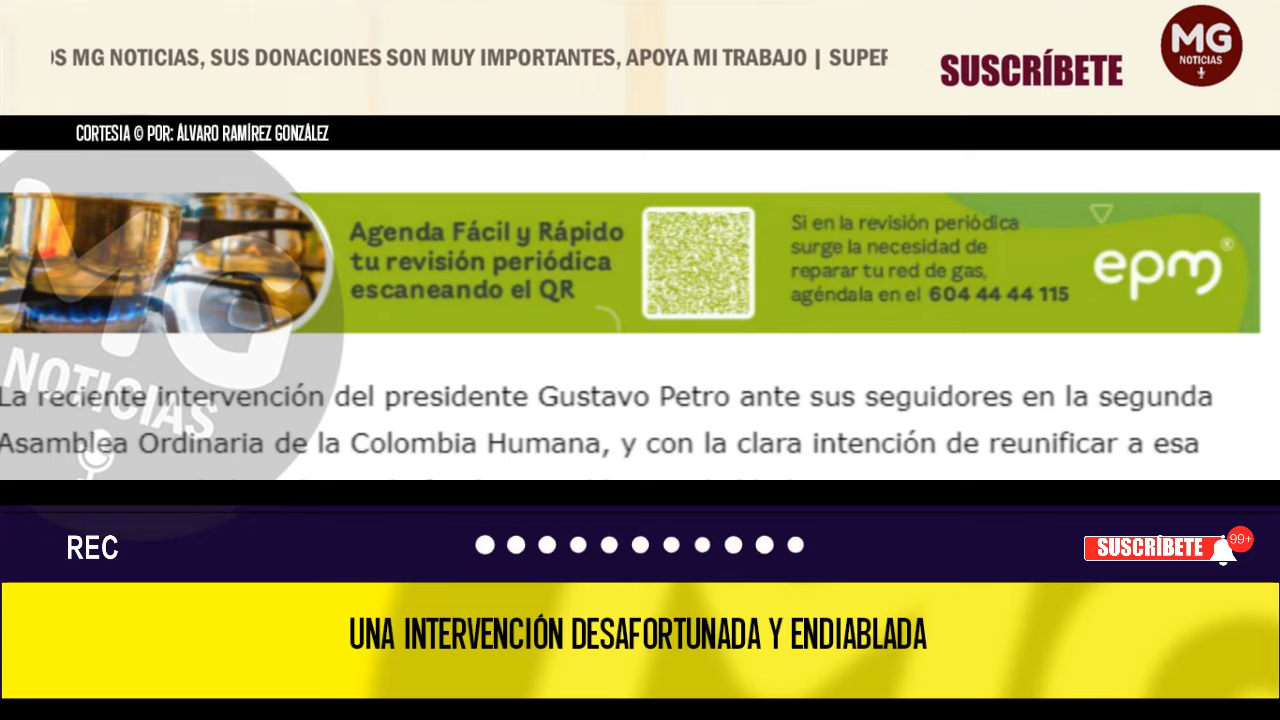 OS MG NOTICIAS, SUS DONACIONES SON MUY IMPORTANTES, APOYA MI TRABAJO | SUPER
SUSCRÍBETE
MG
NOTICIAS
CORTESIA © POR: ÁLVARO RAMÍREZ GONZÁLEZ
Agenda Fácil y Rápido
tu revisión periódica
escaneando el QR
Si en la revisión periódica
surge la necesidad de
reparar tu red de gas,
agéndala en el 604 44 44 115
epm®
MG
NOTICIAS
La reciente intervención del presidente Gustavo Petro ante sus seguidores en la segunda
Asamblea Ordinaria de la Colombia Humana, y con la clara intención de reunificar a esa
REC
SUSCRÍBETE
99+
UNA INTERVENCIÓN DESAFORTUNADA Y ENDIABLADA